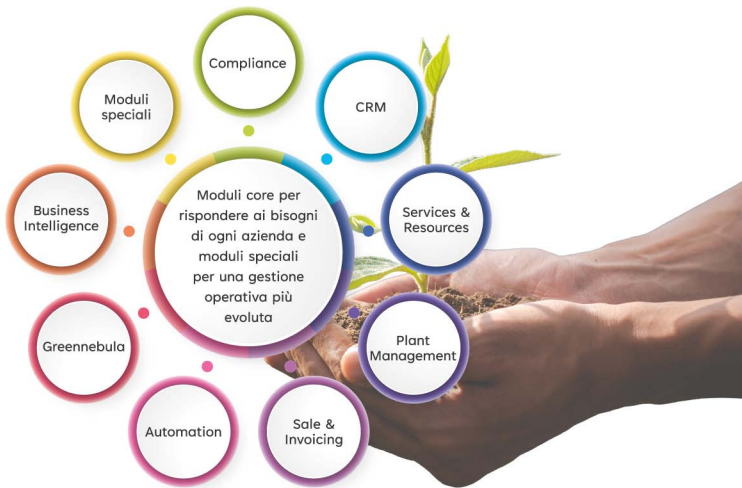 Compliance
CRM
Services &
Resources
Plant
Management
Sale &
Invoicing
Automation
Greennebula
Business
Intelligence
Moduli
speciali
Moduli core per
rispondere ai bisogni
di ogni azienda e
moduli speciali
per una gestione
operativa più
evoluta